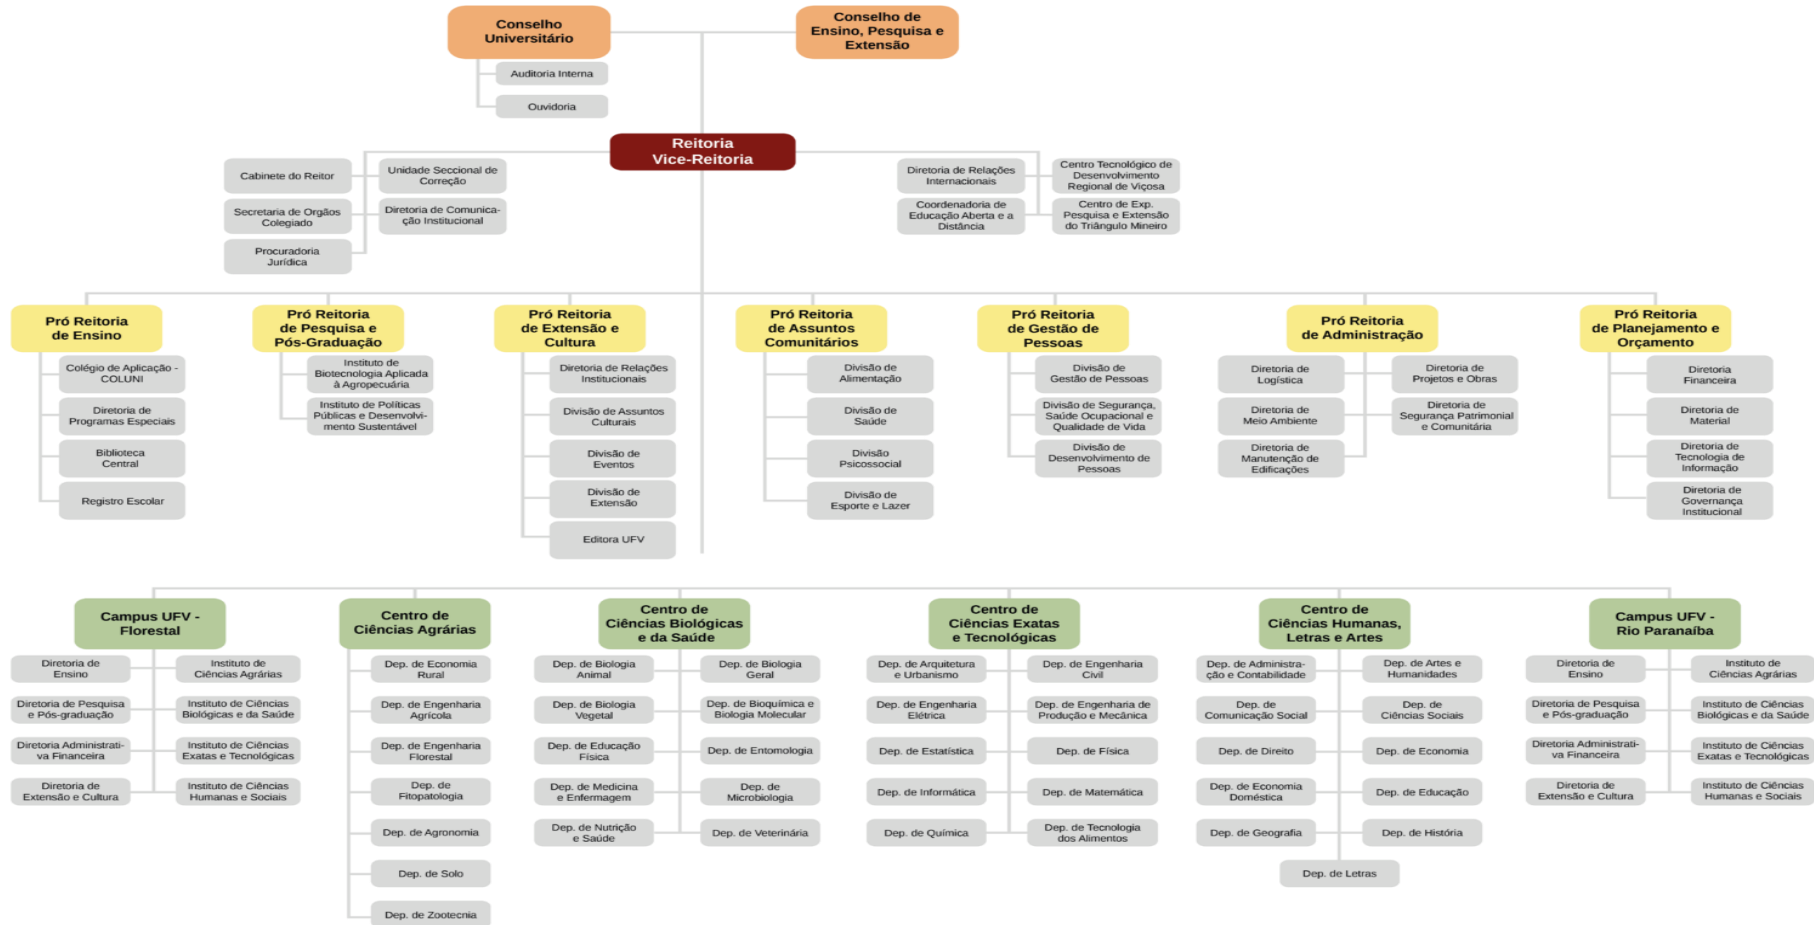 Conselho
Universitário
Conselho de
Ensino, Pesquisa e
Extensão
Auditoria Interna
Ouvidoria
Reitoria
Vice-Reitoria
Cabinete do Reitor
Unidade Seccional de
Correção
Secretaria de Orgãos
Colegiado
Diretoria de Comunica-
ção Institucional
Procuradoria
Jurídica
Diretoria de Relações
Internacionais
Centro Tecnológico de
Desenvolvimento
Regional de Viçosa
Coordenadoria de
Educação Aberta e a
Distância
Centro de Exp.
Pesquisa e Extensão
do Triângulo Mineiro
Pró Reitoria
de Ensino
Colégio de Aplicação -
COLUNI
Diretoria de
Programas Especiais
Biblioteca
Central
Registro Escolar
Pró Reitoria
de Pesquisa e
Pós-Graduação
Instituto de
Biotecnologia Aplicada
à Agropecuária
Instituto de Políticas
Públicas e Desenvolvi-
mento Sustentável
Pró Reitoria
de Extensão e
Cultura
Diretoria de Relações
Institucionais
Divisão de Assuntos
Culturais
Divisão de
Eventos
Divisão de
Extensão
Editora UFV
Pró Reitoria
de Assuntos
Comunitários
Divisão de
Alimentação
Divisão de
Saúde
Divisão
Psicossocial
Divisão de
Esporte e Lazer
Pró Reitoria
de Gestão de
Pessoas
Divisão de
Gestão de Pessoas
Divisão de Segurança,
Saúde Ocupacional e
Qualidade de Vida
Divisão de
Desenvolvimento de
Pessoas
Pró Reitoria
de Administração
Diretoria de
Logística
Diretoria de
Projetos e Obras
Diretoria de
Meio Ambiente
Diretoria de
Segurança Patrimonial
e Comunitária
Diretoria de
Manutenção de
Edificações
Pró Reitoria
de Planejamento e
Orçamento
Diretoria
Financeira
Diretoria de
Material
Diretoria de
Tecnologia de
Informação
Diretoria de
Governança
Institucional
Campus UFV -
Florestal
Diretoria de
Ensino
Instituto de
Ciências Agrárias
Diretoria de Pesquisa
e Pós-graduação
Instituto de Ciências
Biológicas e da Saúde
Diretoria Administrati-
va Financeira
Instituto de Ciências
Exatas e Tecnológicas
Diretoria de
Extensão e Cultura
Instituto de Ciências
Humanas e Sociais
Centro de
Ciências Agrárias
Dep. de Economia
Rural
Dep. de Engenharia
Agrícola
Dep. de Engenharia
Florestal
Dep. de
Fitopatologia
Dep. de Agronomia
Dep. de Solo
Dep. de Zootecnia
Centro de
Ciências Biológicas
e da Saúde
Dep. de Biologia
Animal
Dep. de Biologia
Geral
Dep. de Biologia
Vegetal
Dep. de Bioquímica e
Biologia Molecular
Dep. de Educação
Física
Dep. de Entomologia
Dep. de Medicina
e Enfermagem
Dep. de
Microbiologia
Dep. de Nutrição
e Saúde
Dep. de Veterinária
Centro de
Ciências Exatas
e Tecnológicas
Dep. de Arquitetura
e Urbanismo
Dep. de Engenharia
Civil
Dep. de Engenharia
Elétrica
Dep. de Engenharia de
Produção e Mecânica
Dep. de Estatística
Dep. de Física
Dep. de Informática
Dep. de Matemática
Dep. de Química
Dep. de Tecnologia
dos Alimentos
Centro de
Ciências Humanas,
Letras e Artes
Dep. de Administra-
ção e Contabilidade
Dep. de Artes e
Humanidades
Dep. de
Comunicação Social
Dep. de
Ciências Sociais
Dep. de Direito
Dep. de Economia
Dep. de Economia
Doméstica
Dep. de Educação
Dep. de Geografia
Dep. de História
Dep. de Letras
Campus UFV -
Rio Paranaíba
Diretoria de
Ensino
Instituto de
Ciências Agrárias
Diretoria de Pesquisa
e Pós-graduação
Instituto de Ciências
Biológicas e da Saúde
Diretoria Administrati-
va Financeira
Instituto de Ciências
Exatas e Tecnológicas
Diretoria de
Extensão e Cultura
Instituto de Ciências
Humanas e Sociais